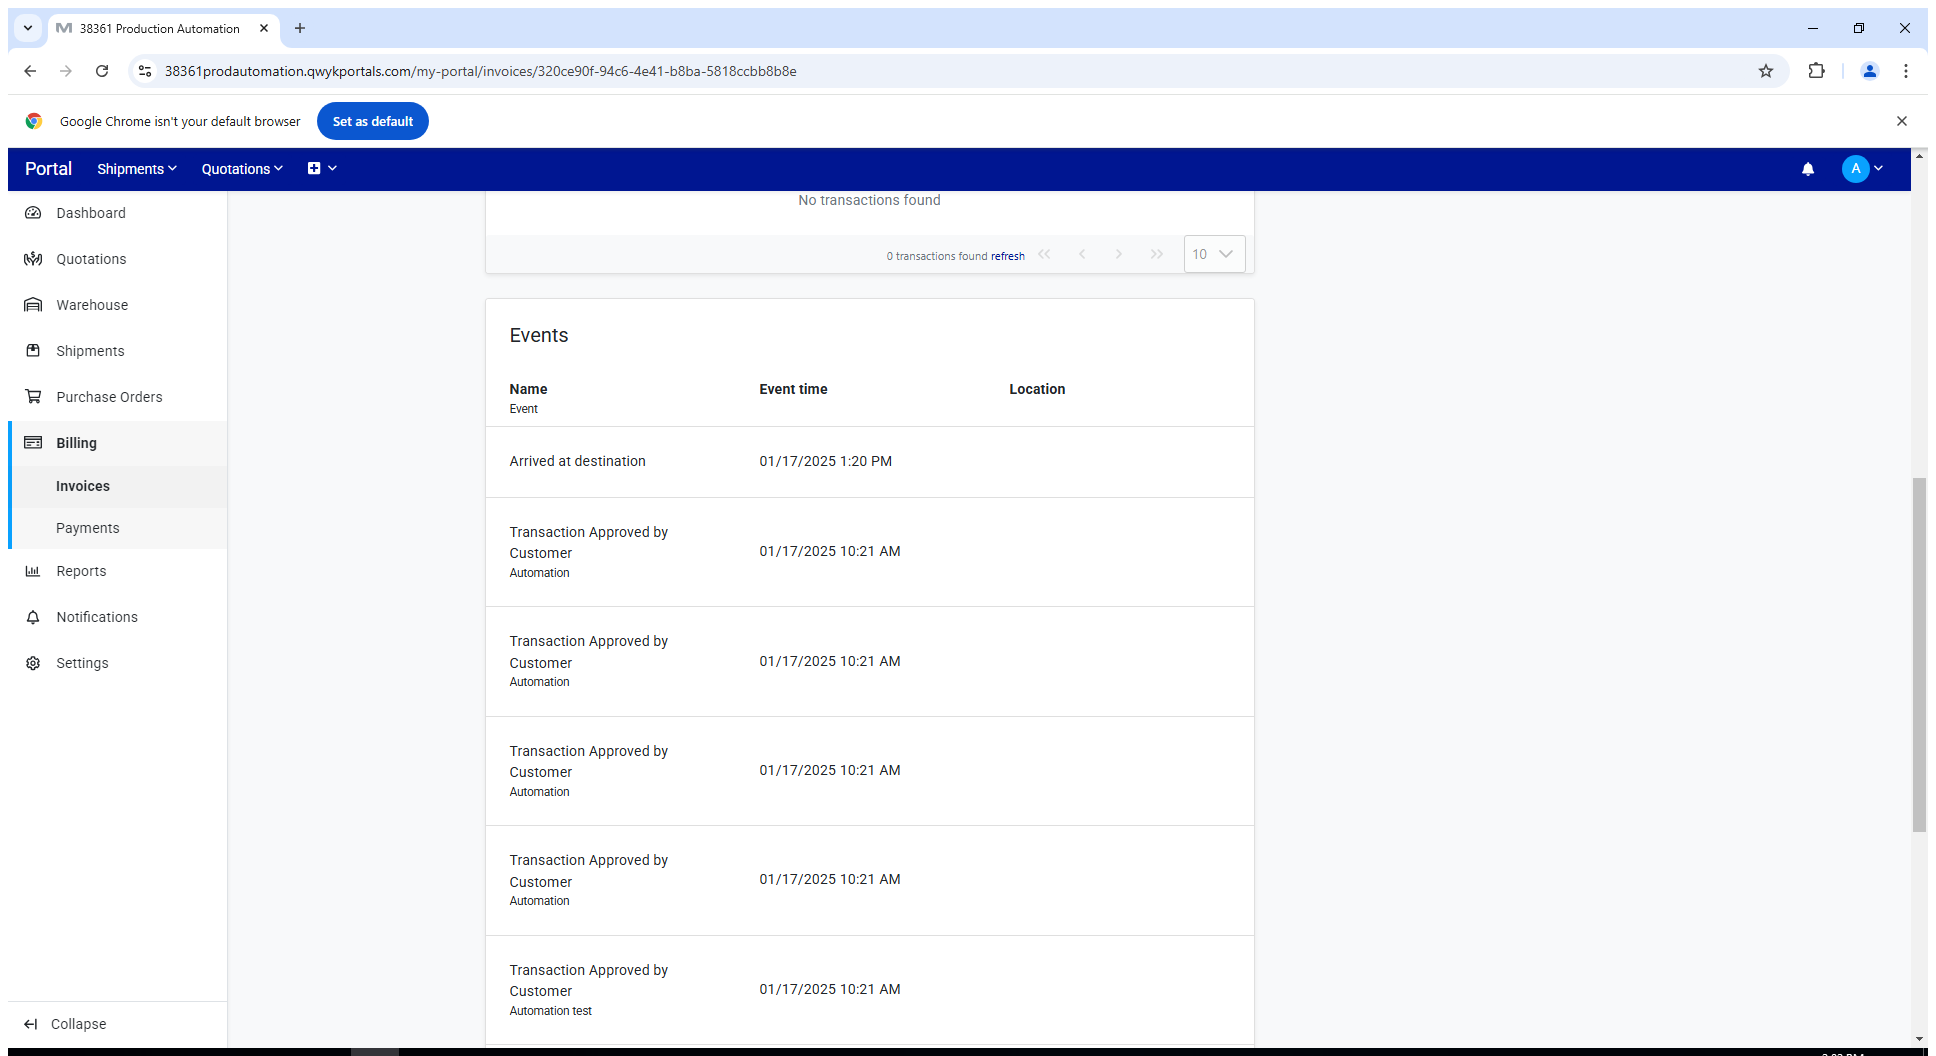 38361 Production Automation
38361prodautomation.qwykportals.com/my-portal/invoices/320ce90f-94c6-4e41-b8ba-5818ccbb8b8e
Google Chrome isn't your default browser
Set as default
Portal
Shipments
Quotations
A
Dashboard
Quotations
Warehouse
Shipments
Purchase Orders
Billing
Invoices
Payments
Reports
Notifications
Settings
Collapse
No transactions found
0 transactions found refresh
10
Events
Name Event time Location
Event
Arrived at destination 01/17/2025 1:20 PM
Transaction Approved by
Customer
01/17/2025 10:21 AM
Automation
Transaction Approved by
Customer
01/17/2025 10:21 AM
Automation
Transaction Approved by
Customer
01/17/2025 10:21 AM
Automation
Transaction Approved by
Customer
01/17/2025 10:21 AM
Automation
Transaction Approved by
Customer
01/17/2025 10:21 AM
Automation test